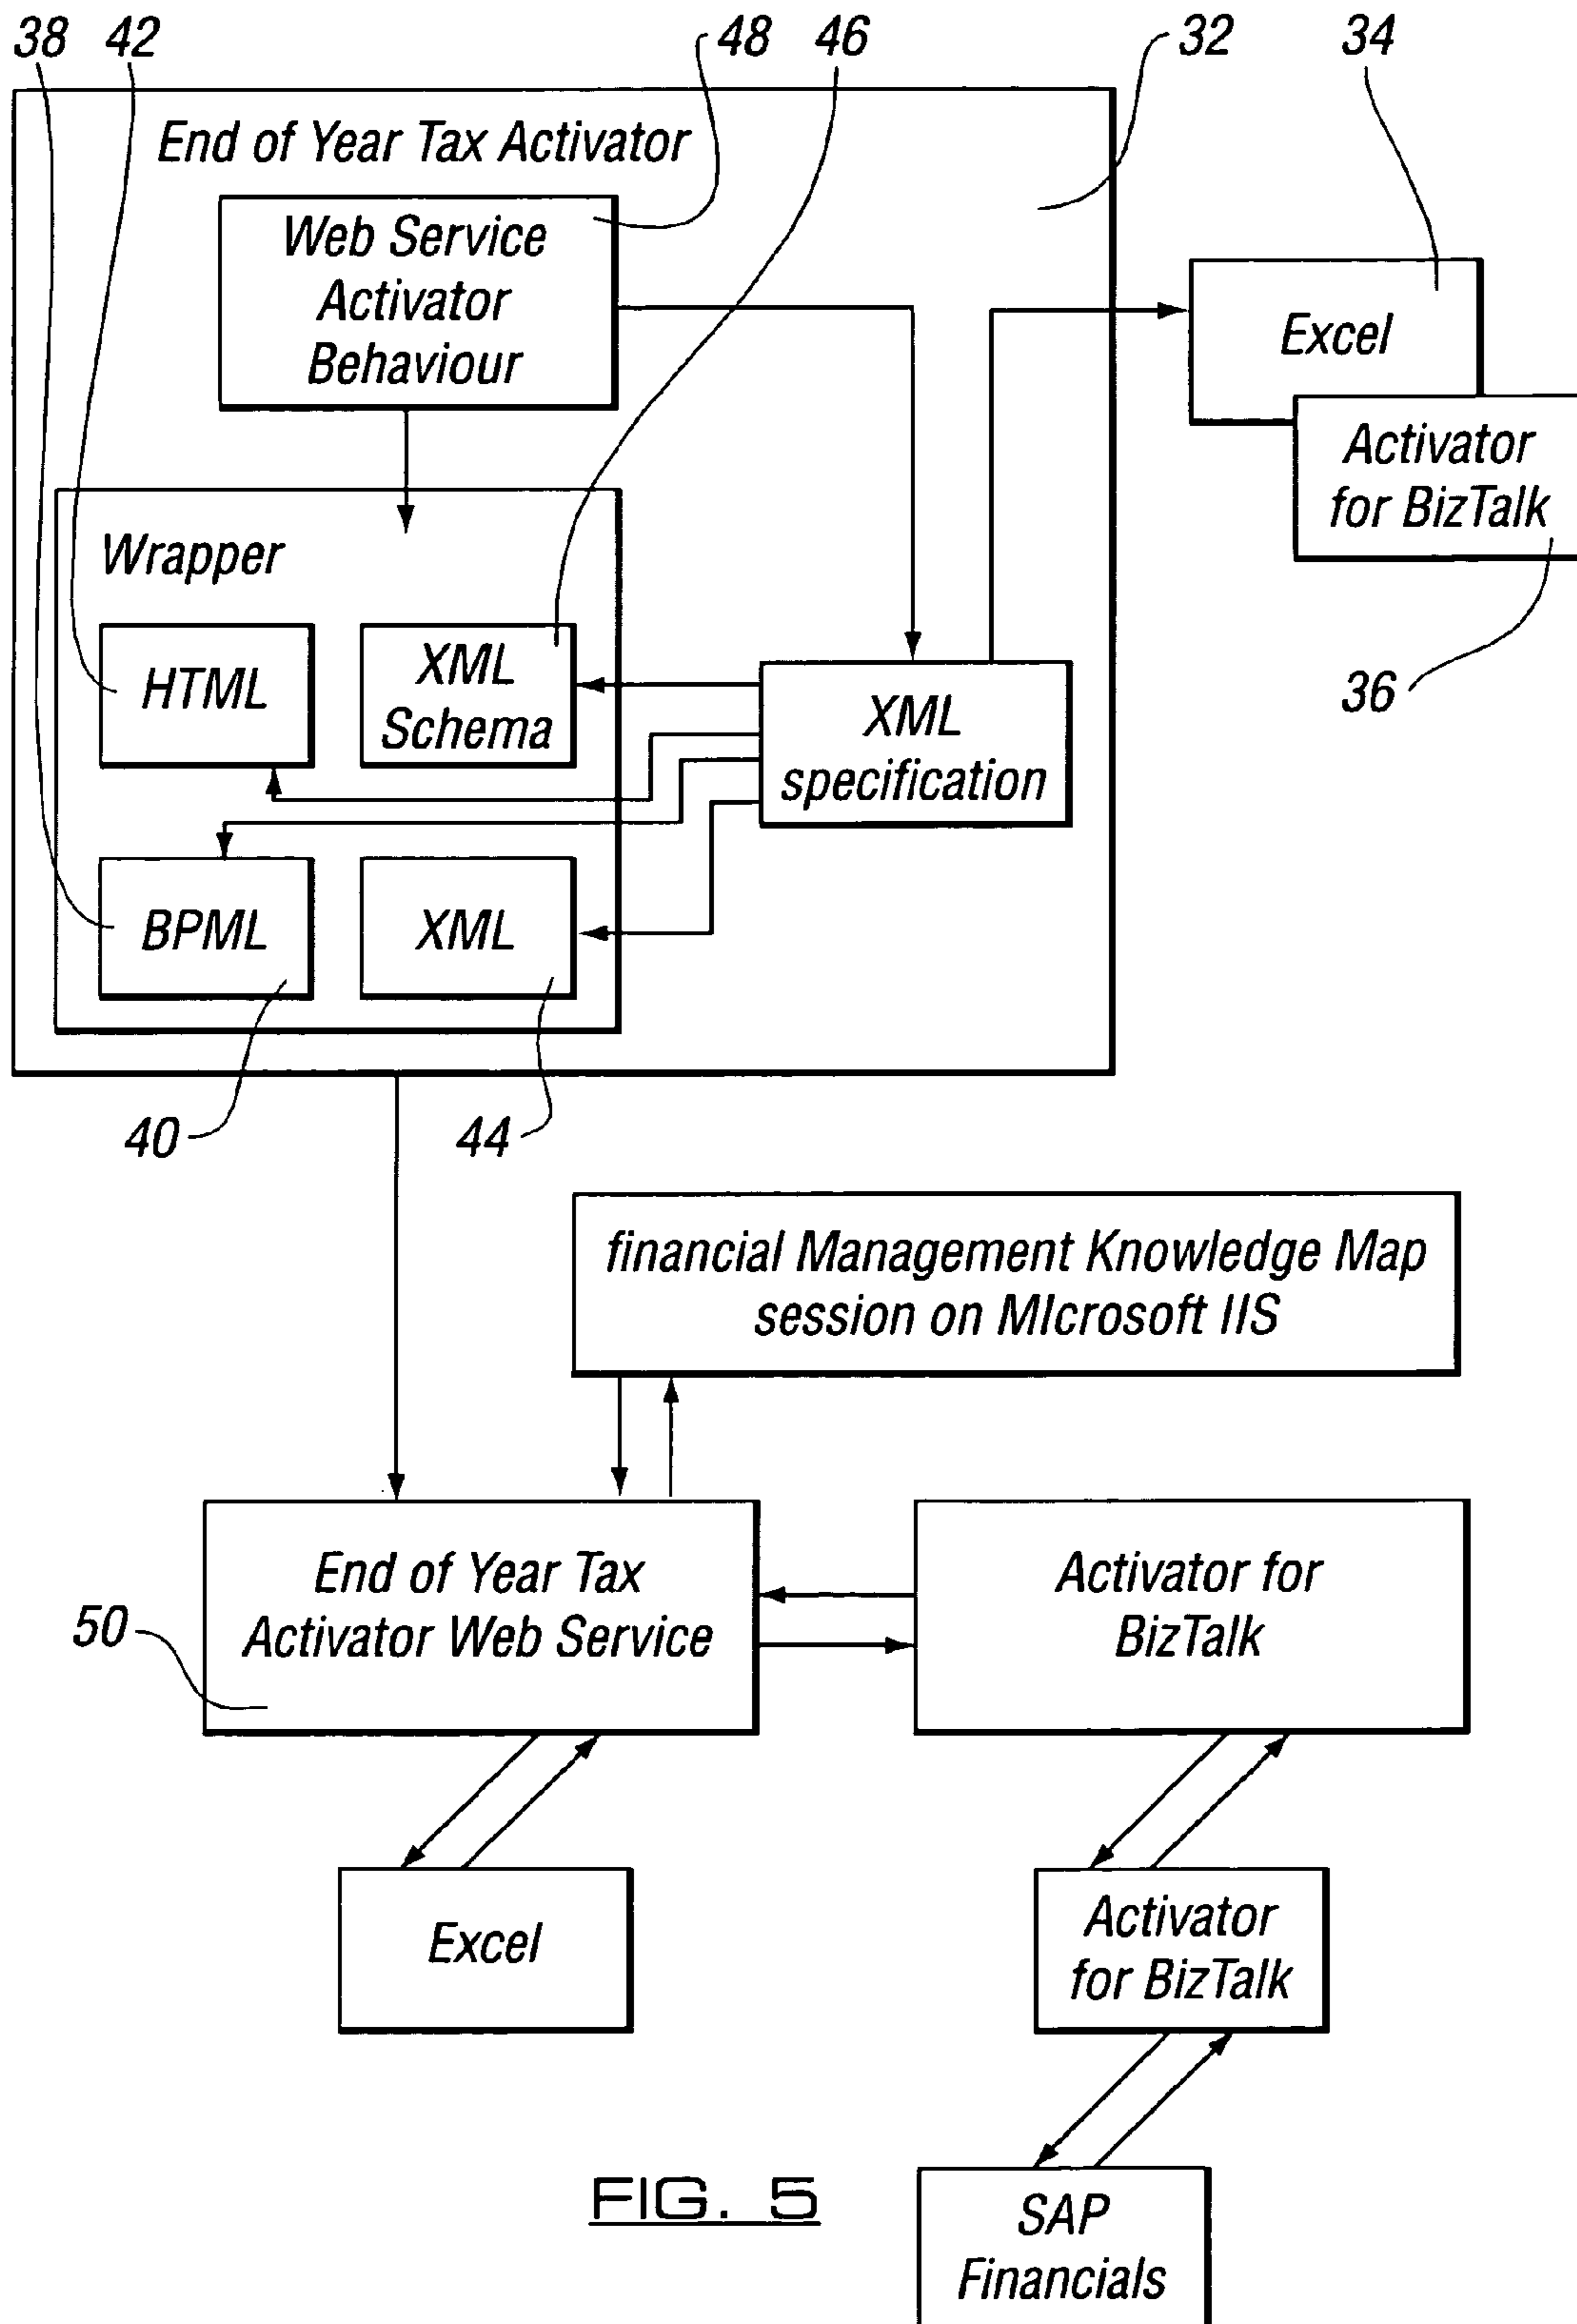 38 42 48 46 32 34
End of Year Tax Activator
Web Service
Activator
Behaviour
Excel
Activator
for BizTalk
36
Wrapper
HTML
XML
Schema
XML
specification
BPML
XML
40 44
financial Management Knowledge Map
session on MIcrosoft IIS
50
End of Year Tax
Activator Web Service
Activator for
BizTalk
Excel
Activator
for BizTalk
SAP
Financials
FIG. 5